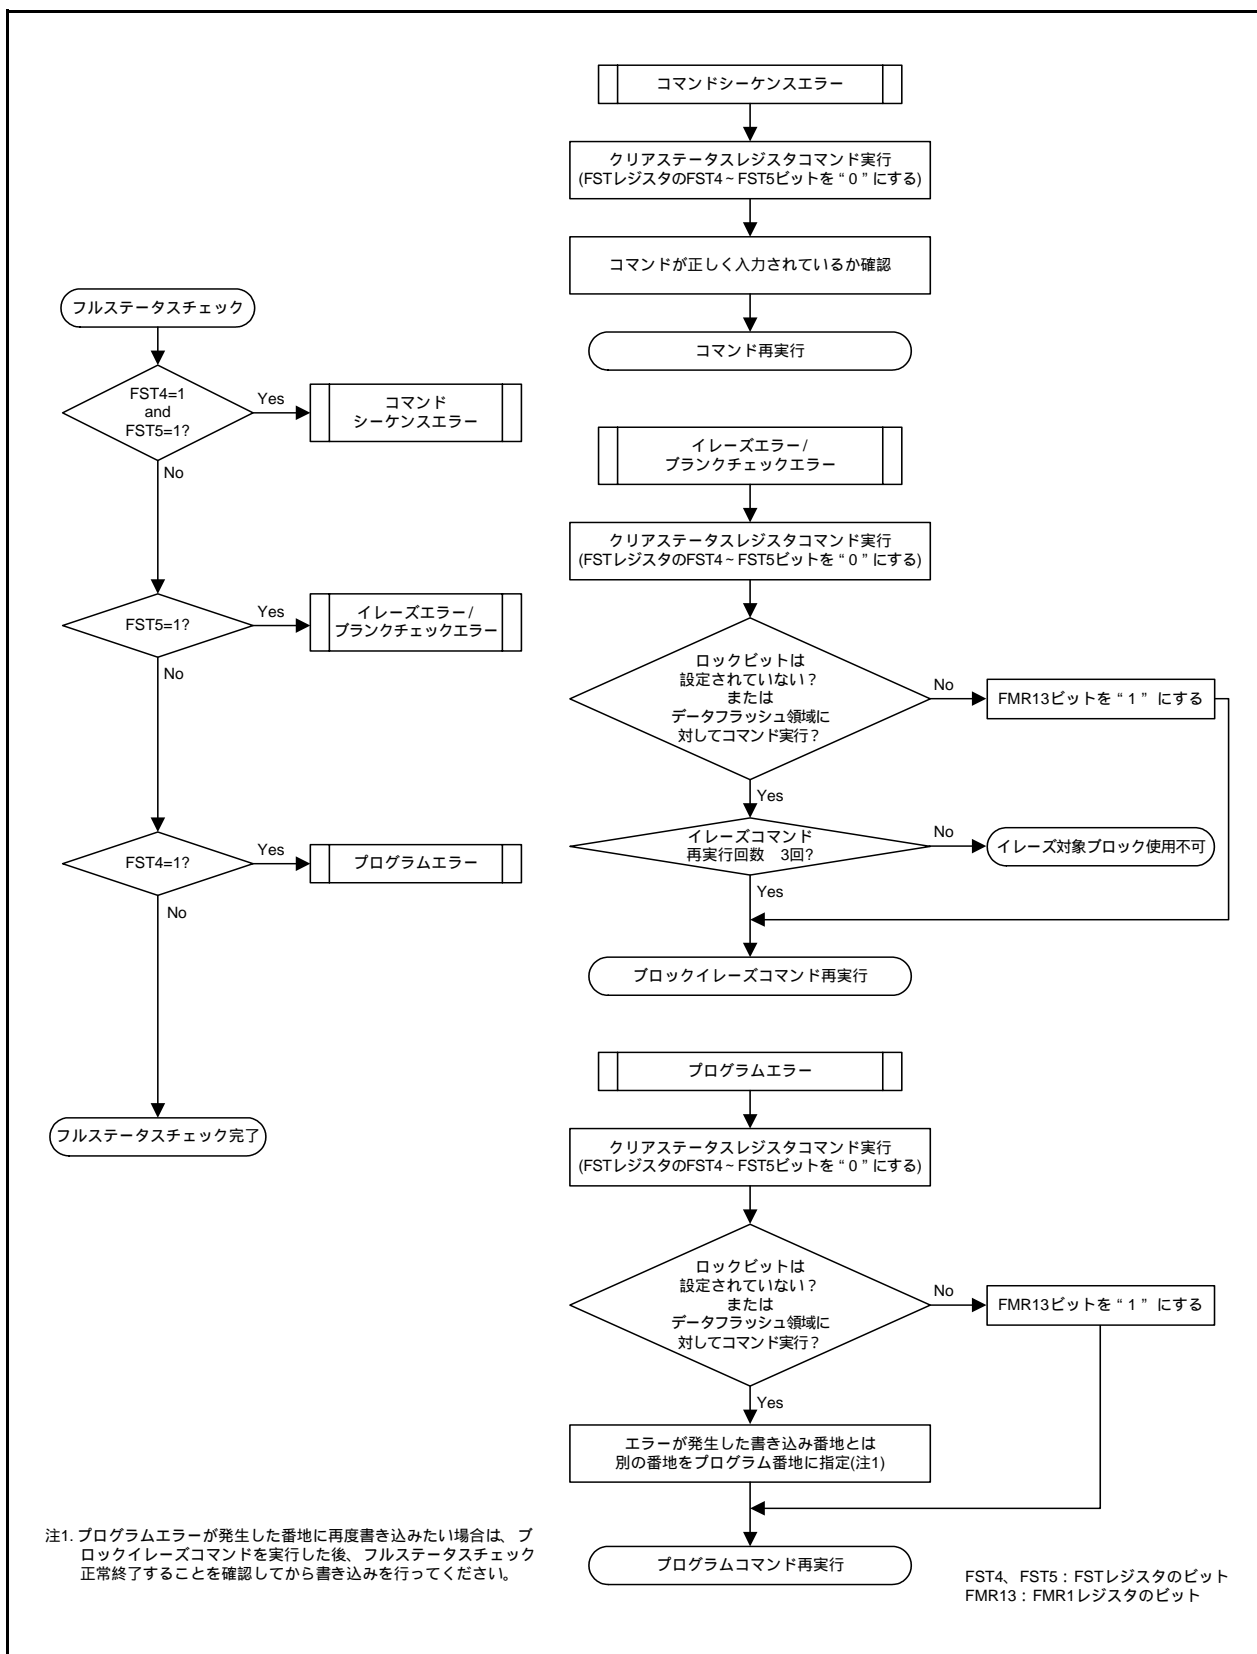 フルステータスチェック
FST4=1
and
FST5=1?
Yes
コマンド
シーケンスエラー
No
FST5=1?
Yes
イレーズエラー/
ブランクチェックエラー
No
FST4=1?
Yes
プログラムエラー
No
フルステータスチェック完了
コマンドシーケンスエラー
クリアステータスレジスタコマンド実行
(FSTレジスタのFST4~FST5ビットを“0”にする)
コマンドが正しく入力されているか確認
コマンド再実行
イレーズエラー/
ブランクチェックエラー
クリアステータスレジスタコマンド実行
(FSTレジスタのFST4~FST5ビットを“0”にする)
ロックビットは
設定されていない?
または
データフラッシュ領域に
対してコマンド実行?
No
FMR13ビットを“1” にする
Yes
イレーズコマンド
再実行回数 3回?
No
イレーズ対象ブロック使用不可
Yes
ブロックイレーズコマンド再実行
プログラムエラー
クリアステータスレジスタコマンド実行
(FSTレジスタのFST4~FST5ビットを“0”にする)
ロックビットは
設定されていない?
または
データフラッシュ領域に
対してコマンド実行?
No
FMR13ビットを“1” にする
Yes
エラーが発生した書き込み番地とは
別の番地をプログラム番地に指定(注1)
プログラムコマンド再実行
注1. プログラムエラーが発生した番地に再度書き込みたい場合は、ブ
ロックイレーズコマンドを実行した後、フルステータスチェック
正常終了することを確認してから書き込みを行ってください。
FST4、FST5:FSTレジスタのビット
FMR13:FMR1レジスタのビット